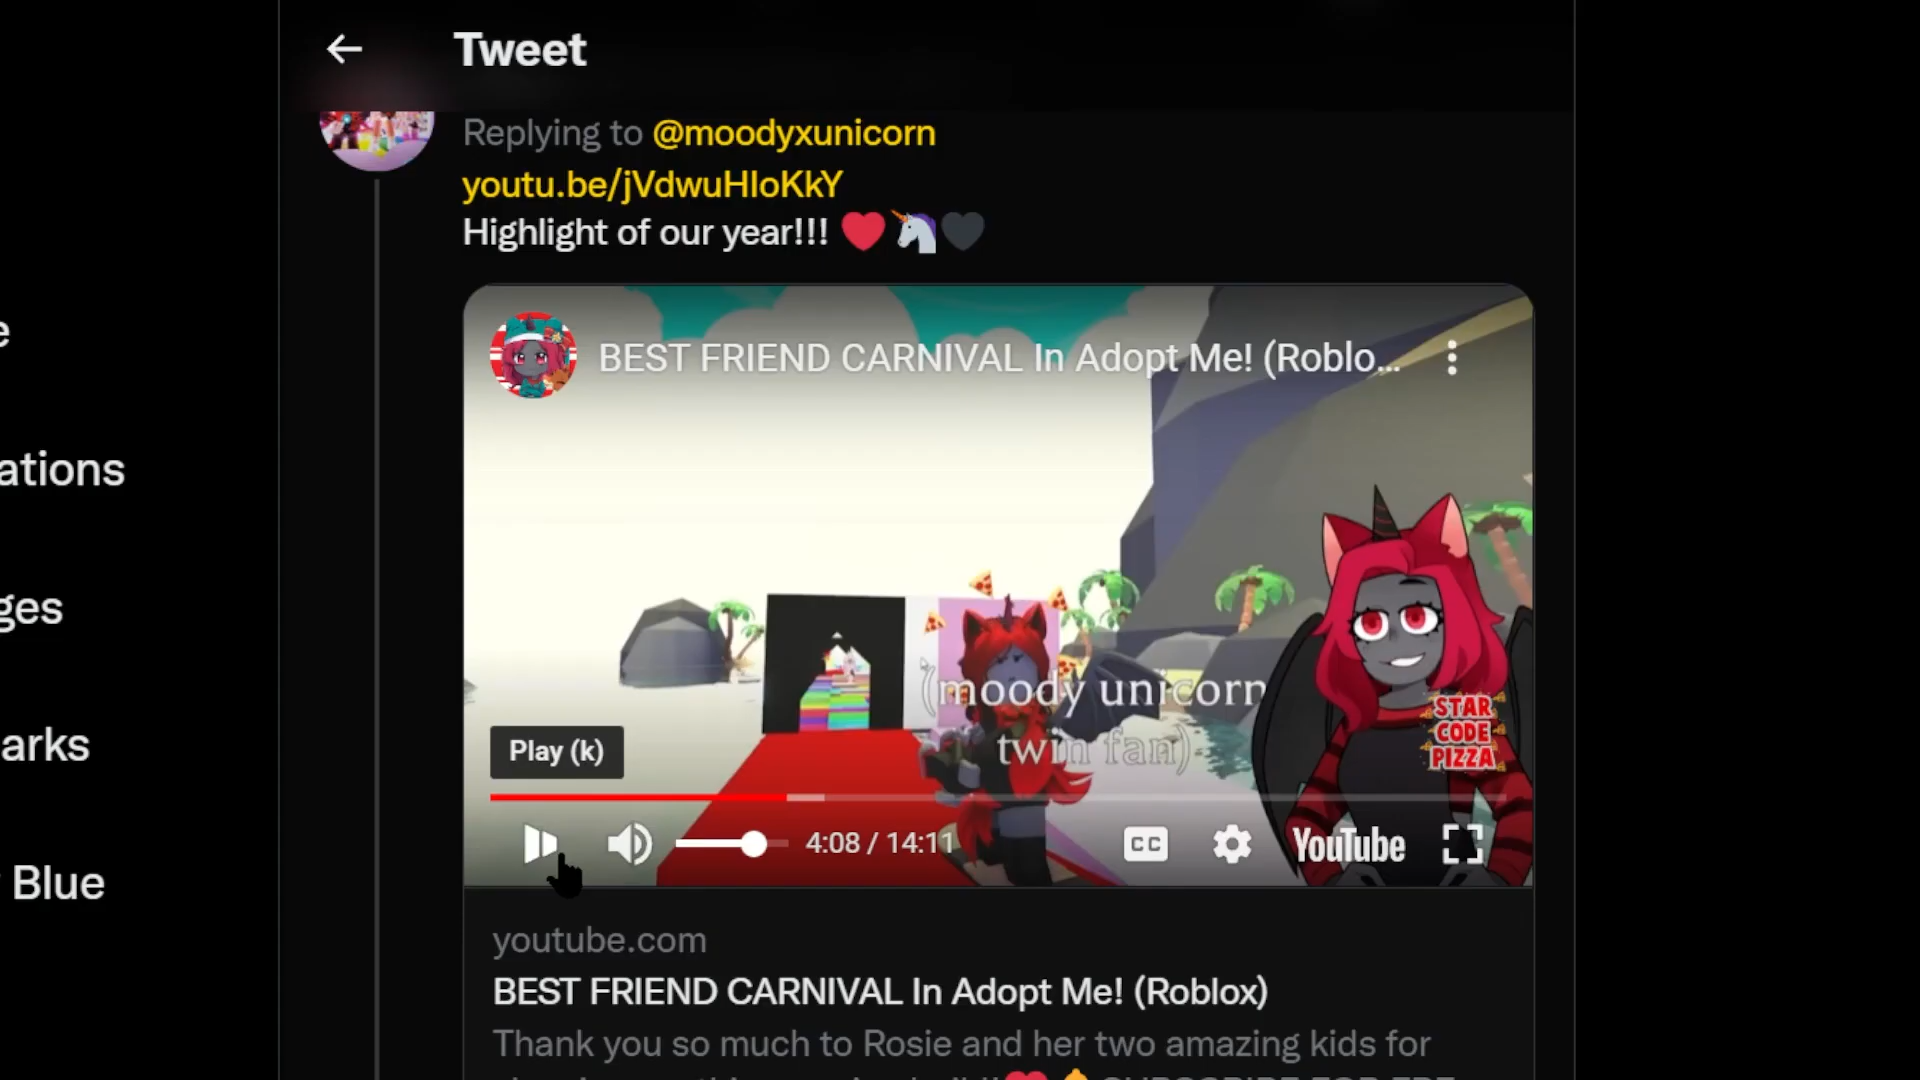 Tweet
Replying to @moodyxunicorn
youtu.be/jVdwuHIoKkY
Highlight of our year!!! ❤️🦄🖤
e
BEST FRIEND CARNIVAL In Adopt Me! (Roblo...
ations
ges
(moody unicorn
twin fan)
STAR
CODE
PIZZA
arks
Play (k)
4:08 / 14:11
CC
YouTube
Blue
youtube.com
BEST FRIEND CARNIVAL In Adopt Me! (Roblox)
Thank you so much to Rosie and her two amazing kids for